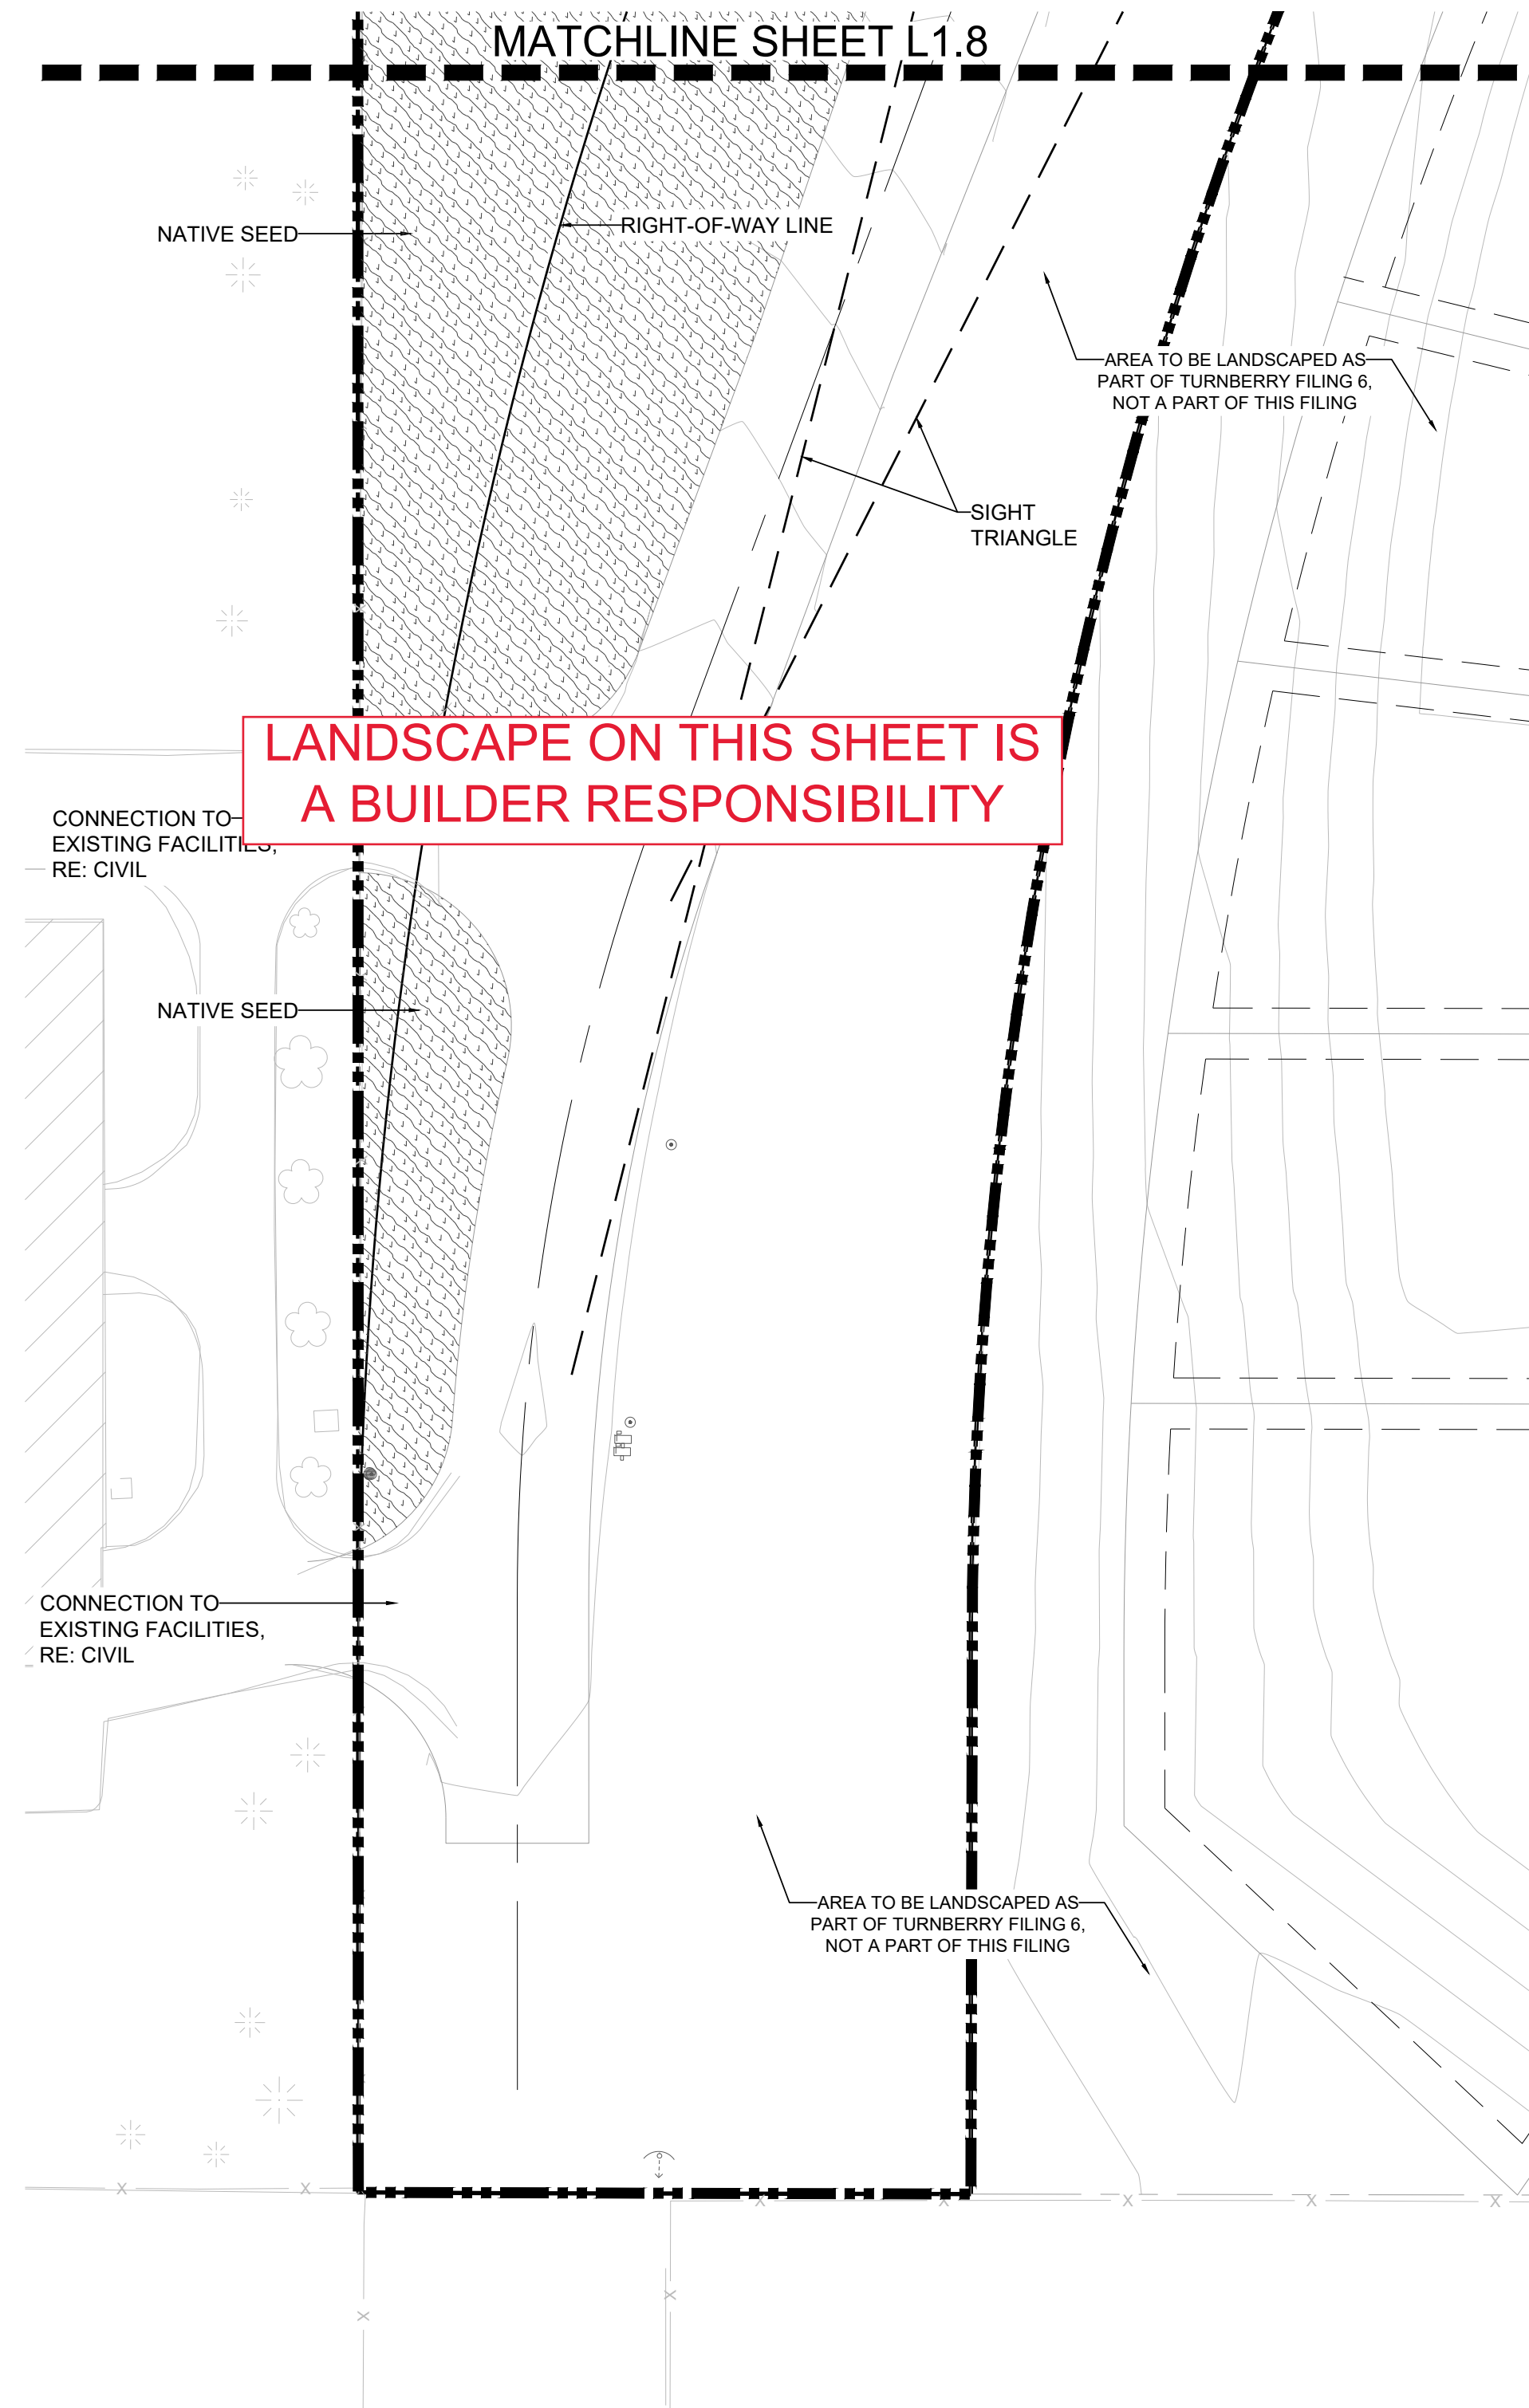 MATCHLINE SHEET L1.8
NATIVE SEED
RIGHT-OF-WAY LINE
AREA TO BE LANDSCAPED AS
PART OF TURNBERRY FILING 6,
NOT A PART OF THIS FILING
SIGHT
TRIANGLE
LANDSCAPE ON THIS SHEET IS
A BUILDER RESPONSIBILITY
CONNECTION TO
EXISTING FACILITIES,
RE: CIVIL
NATIVE SEED
CONNECTION TO
EXISTING FACILITIES,
RE: CIVIL
AREA TO BE LANDSCAPED AS
PART OF TURNBERRY FILING 6,
NOT A PART OF THIS FILING